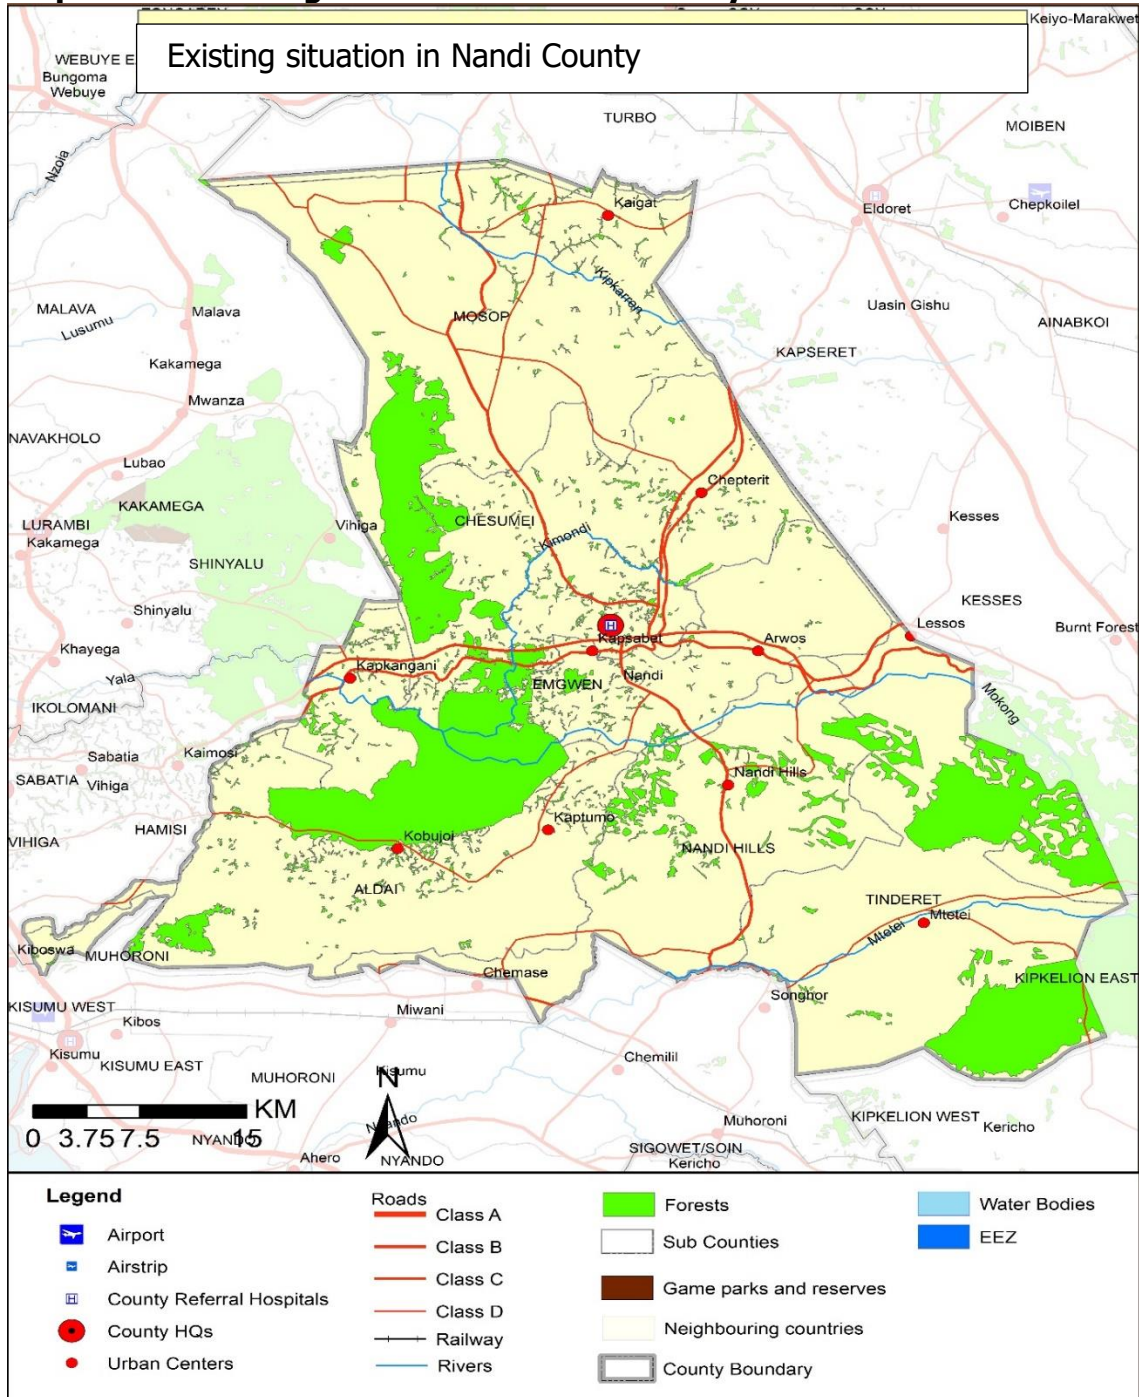 Existing situation in Nandi County
Keiyo-Marakwet
WEBUYE E
Bungoma
Webuye
TURBO
MOIBEN
Nzoia
Kaigat
Eldoret
Chepkoilel
Kipkarren
MALAVA
Lusumu
Malava
MOSOP
Uasin Gishu
AINABKOI
KAPSERET
Kakamega
Mwanza
NAVAKHOLO
Lubao
KAKAMEGA
Chepterit
LURAMBI
Kakamega
Vihiga
CHESUMEI
Kimondi
Kesses
SHINYALU
Shinyalu
KESSES
H
Lessos
Burnt Forest
Khayega
Kapsabet
Arwos
Yala
Kapkangani
EMGWEN
Nandi
IKOLOMANI
Mokong
Sabatia
Kaimosi
SABATIA
Vihiga
Nandi Hills
HAMISI
VIHIGA
Kobujoi
Kaptumo
NANDI HILLS
ALDAI
TINDERET
Mtetei
Mtetei
Kiboswa
MUHORONI
Chemase
KIPKELION EAST
KISUMU WEST
Kibos
Miwani
Songhor
H
Kisumu
KISUMU EAST
MUHORONI
Kisumu
Chemilil
N
KM
0 3.75 7.5 15
NYANDO
Nyando
Ahero
NYANDO
Muhoroni
KIPKELION WEST
Kericho
SIGOWET/SOIN
Kericho
Legend
Airport
Airstrip
H County Referral Hospitals
County HQs
Urban Centers
Roads
Class A
Class B
Class C
Class D
Railway
Rivers
Forests
Sub Counties
Game parks and reserves
Neighbouring countries
County Boundary
Water Bodies
EEZ